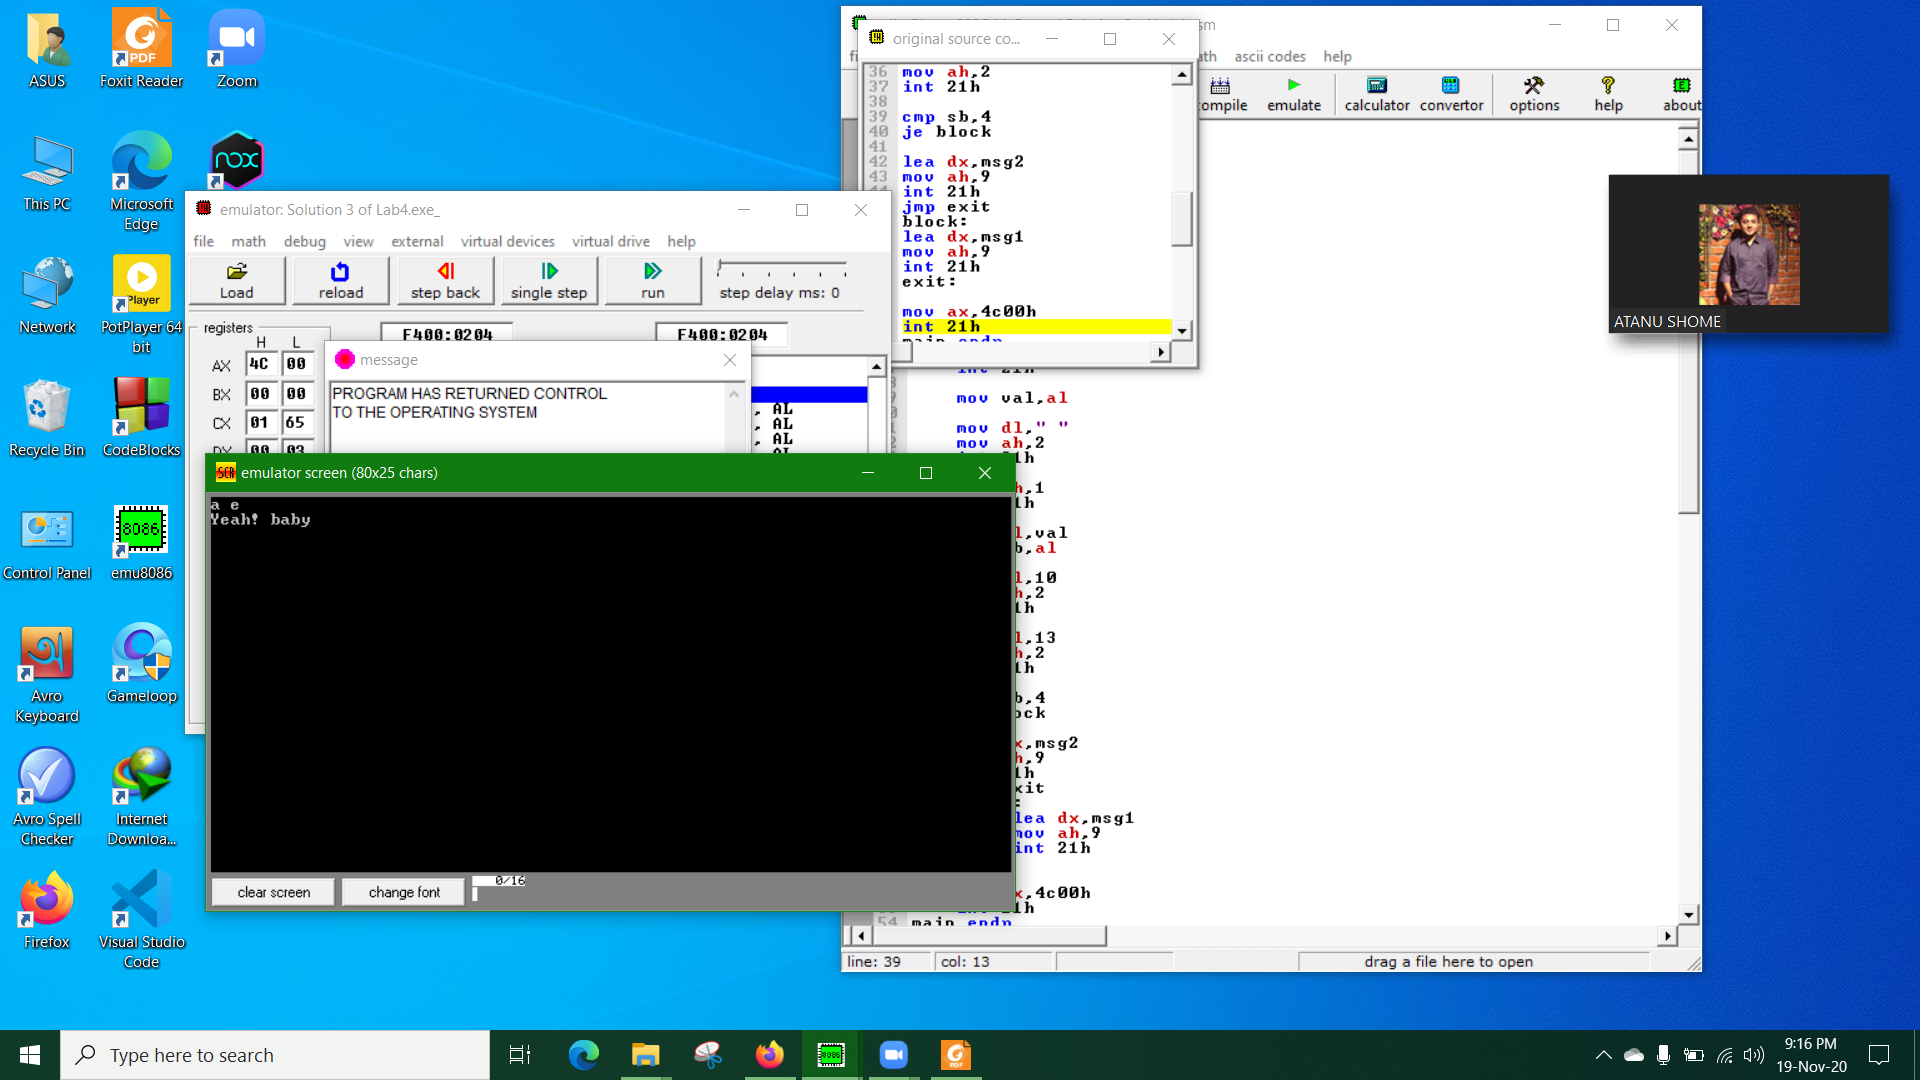 ASUS
Foxit Reader
Zoom
This PC
Microsoft Edge
nox
Network
PotPlayer 64 bit
Recycle Bin
CodeBlocks
Control Panel
emu8086
Avro Keyboard
Gameloop
Avro Spell Checker
Internet Downloa...
Firefox
Visual Studio Code
emulator: Solution 3 of Lab4.exe_
file math debug view external virtual devices virtual drive help
Load reload step back single step run step delay ms: 0
registers
F400:0204 F400:0204
H L
AX 4C 00
BX 00 00
CX 01 65
DX 00 03
, AL
, AL
, AL
, AL
message
PROGRAM HAS RETURNED CONTROL
TO THE OPERATING SYSTEM
emulator screen (80x25 chars)
a e
Yeah! baby
clear screen change font 0/16
original source co...
36 mov ah,2
37 int 21h
38
39 cmp sb,4
40 je block
41
42 lea dx,msg2
43 mov ah,9
int 21h
jmp exit
block:
lea dx,msg1
mov ah,9
int 21h
exit:
mov ax,4c00h
int 21h
main endp
sm
ascii codes help
compile emulate calculator convertor options help about
int 21h
mov val,al
mov dl," "
mov ah,2
1h
h,1
1h
l,val
b,al
l,10
h,2
1h
l,13
h,2
1h
b,4
ock
x,msg2
h,9
1h
xit
:
lea dx,msg1
mov ah,9
int 21h
x,4c00h
int 21h
54 main endp
line: 39 col: 13 drag a file here to open
ATANU SHOME
Type here to search
9:16 PM
19-Nov-20